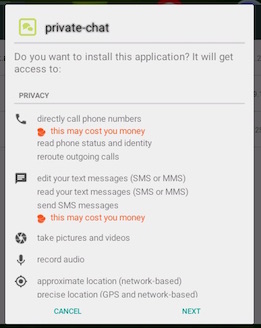 private-chat
Do you want to install this application? It will get
access to:
PRIVACY
directly call phone numbers
this may cost you money
read phone status and identity
reroute outgoing calls
edit your text messages (SMS or MMS)
read your text messages (SMS or MMS)
send SMS messages
this may cost you money
take pictures and videos
record audio
approximate location (network-based)
precise location (GPS and network-based)
CANCEL
NEXT